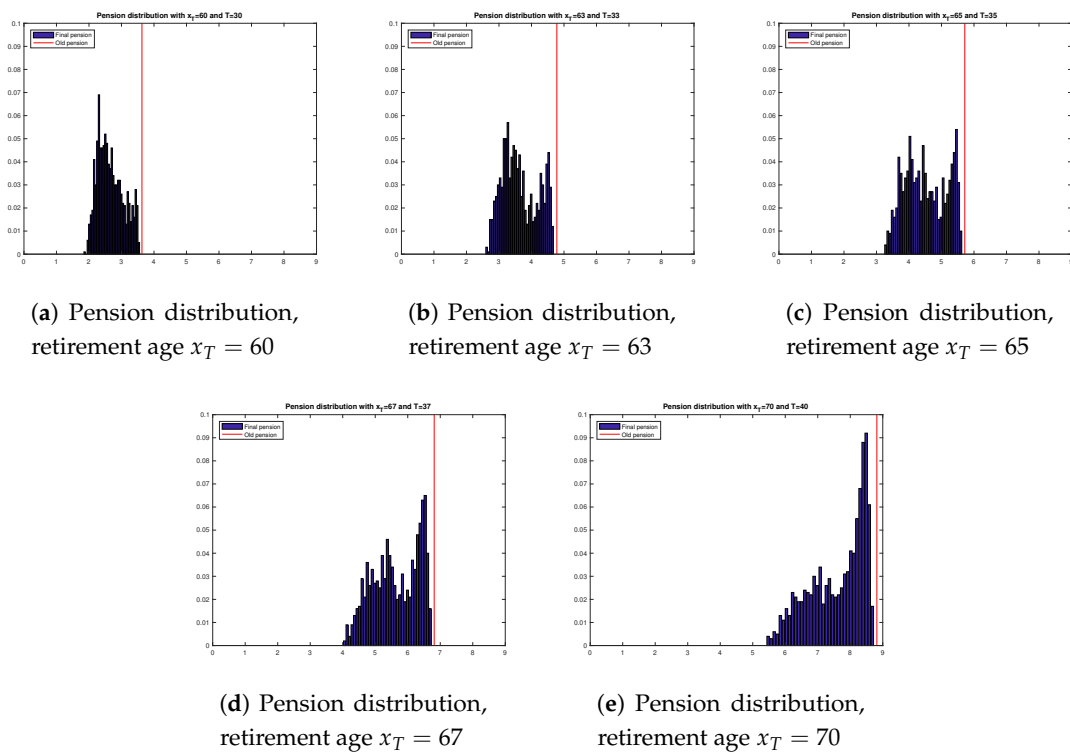 Pension distribution with x_T=60 and T=30
Final pension
Old pension
0.1
0.09
0.08
0.07
0.06
0.05
0.04
0.03
0.02
0.01
0
0 1 2 3 4 5 6 7 8 9
(a) Pension distribution,
retirement age x_T = 60
Pension distribution with x_T=63 and T=33
Final pension
Old pension
0.1
0.09
0.08
0.07
0.06
0.05
0.04
0.03
0.02
0.01
0
0 1 2 3 4 5 6 7 8 9
(b) Pension distribution,
retirement age x_T = 63
Pension distribution with x_T=65 and T=35
Final pension
Old pension
0.1
0.09
0.08
0.07
0.06
0.05
0.04
0.03
0.02
0.01
0
0 1 2 3 4 5 6 7 8 9
(c) Pension distribution,
retirement age x_T = 65
Pension distribution with x_T=67 and T=37
Final pension
Old pension
0.1
0.09
0.08
0.07
0.06
0.05
0.04
0.03
0.02
0.01
0
0 1 2 3 4 5 6 7 8 9
(d) Pension distribution,
retirement age x_T = 67
Pension distribution with x_T=70 and T=40
Final pension
Old pension
0.1
0.09
0.08
0.07
0.06
0.05
0.04
0.03
0.02
0.01
0
0 1 2 3 4 5 6 7 8 9
(e) Pension distribution,
retirement age x_T = 70